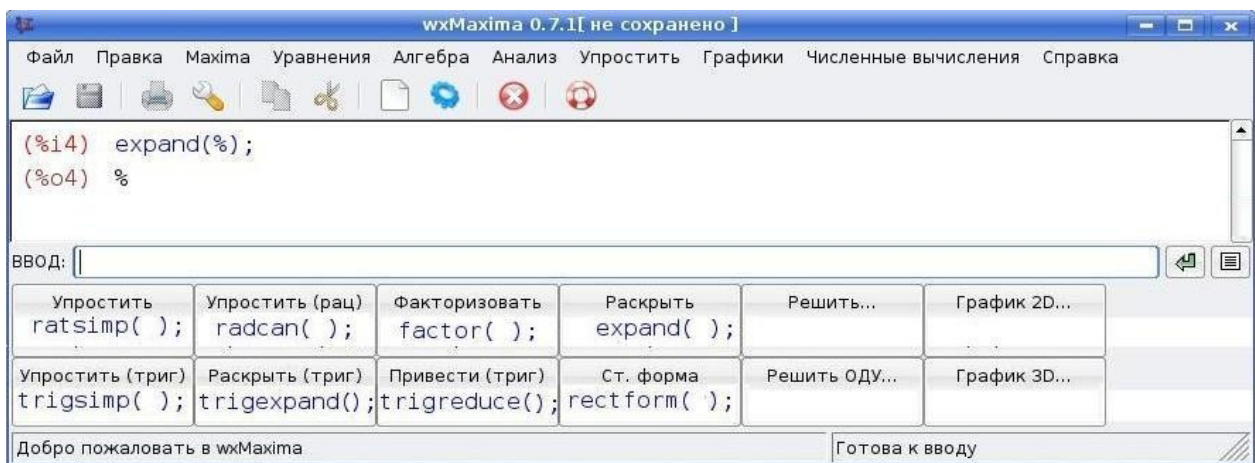 wxMaxima 0.7.1[ не сохранено ]
Файл Правка Maxima Уравнения Алгебра Анализ Упростить Графики Численные вычисления Справка
(%i4) expand(%);
(%o4) %
ВВОД:
Упростить Упростить (рац) Факторизовать Раскрыть Решить... График 2D...
ratsimp( ); radcan( ); factor( ); expand( );
Упростить (триг) Раскрыть (триг) Привести (триг) Ст. форма Решить ОДУ... График 3D...
trigsimp( ); trigexpand(); trigreduce(); rectform( );
Добро пожаловать в wxMaxima Готова к вводу